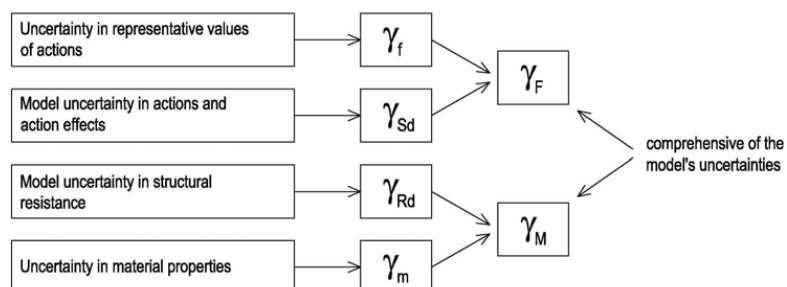 Uncertainty in representative values
of actions
γf
Model uncertainty in actions and
action effects
γSd
γF
comprehensive of the
model's uncertainties
Model uncertainty in structural
resistance
γRd
γM
Uncertainty in material properties
γm